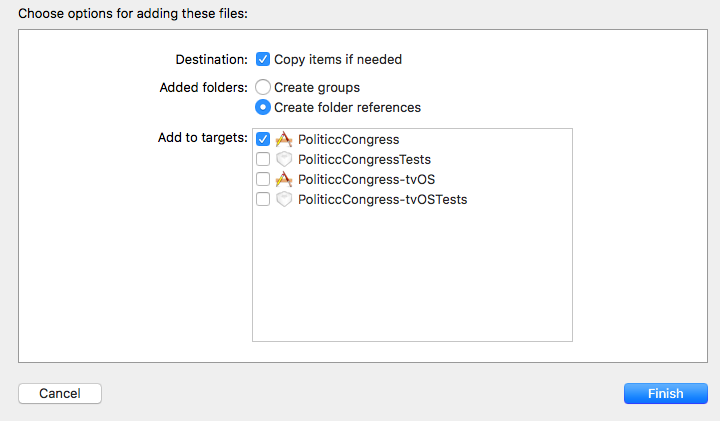 Choose options for adding these files:
Destination: Copy items if needed
Added folders: Create groups
Create folder references
Add to targets: PoliticcCongress
PoliticcCongressTests
PoliticcCongress-tvOS
PoliticcCongress-tvOSTests
Cancel Finish